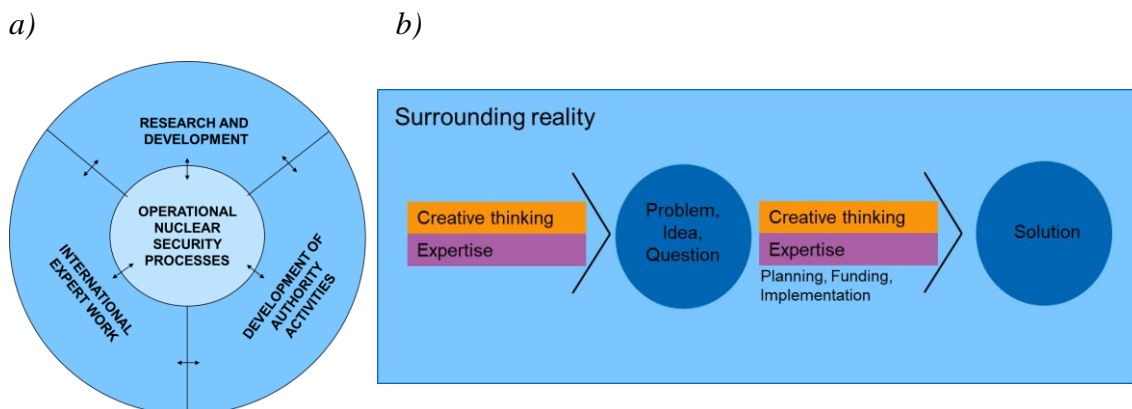 a)
b)
RESEARCH AND
DEVELOPMENT
OPERATIONAL
NUCLEAR
SECURITY
PROCESSES
INTERNATIONAL
EXPERT WORK
DEVELOPMENT OF
AUTHORITY
ACTIVITIES
Surrounding reality
Creative thinking
Expertise
Problem,
Idea,
Question
Creative thinking
Expertise
Planning, Funding,
Implementation
Solution